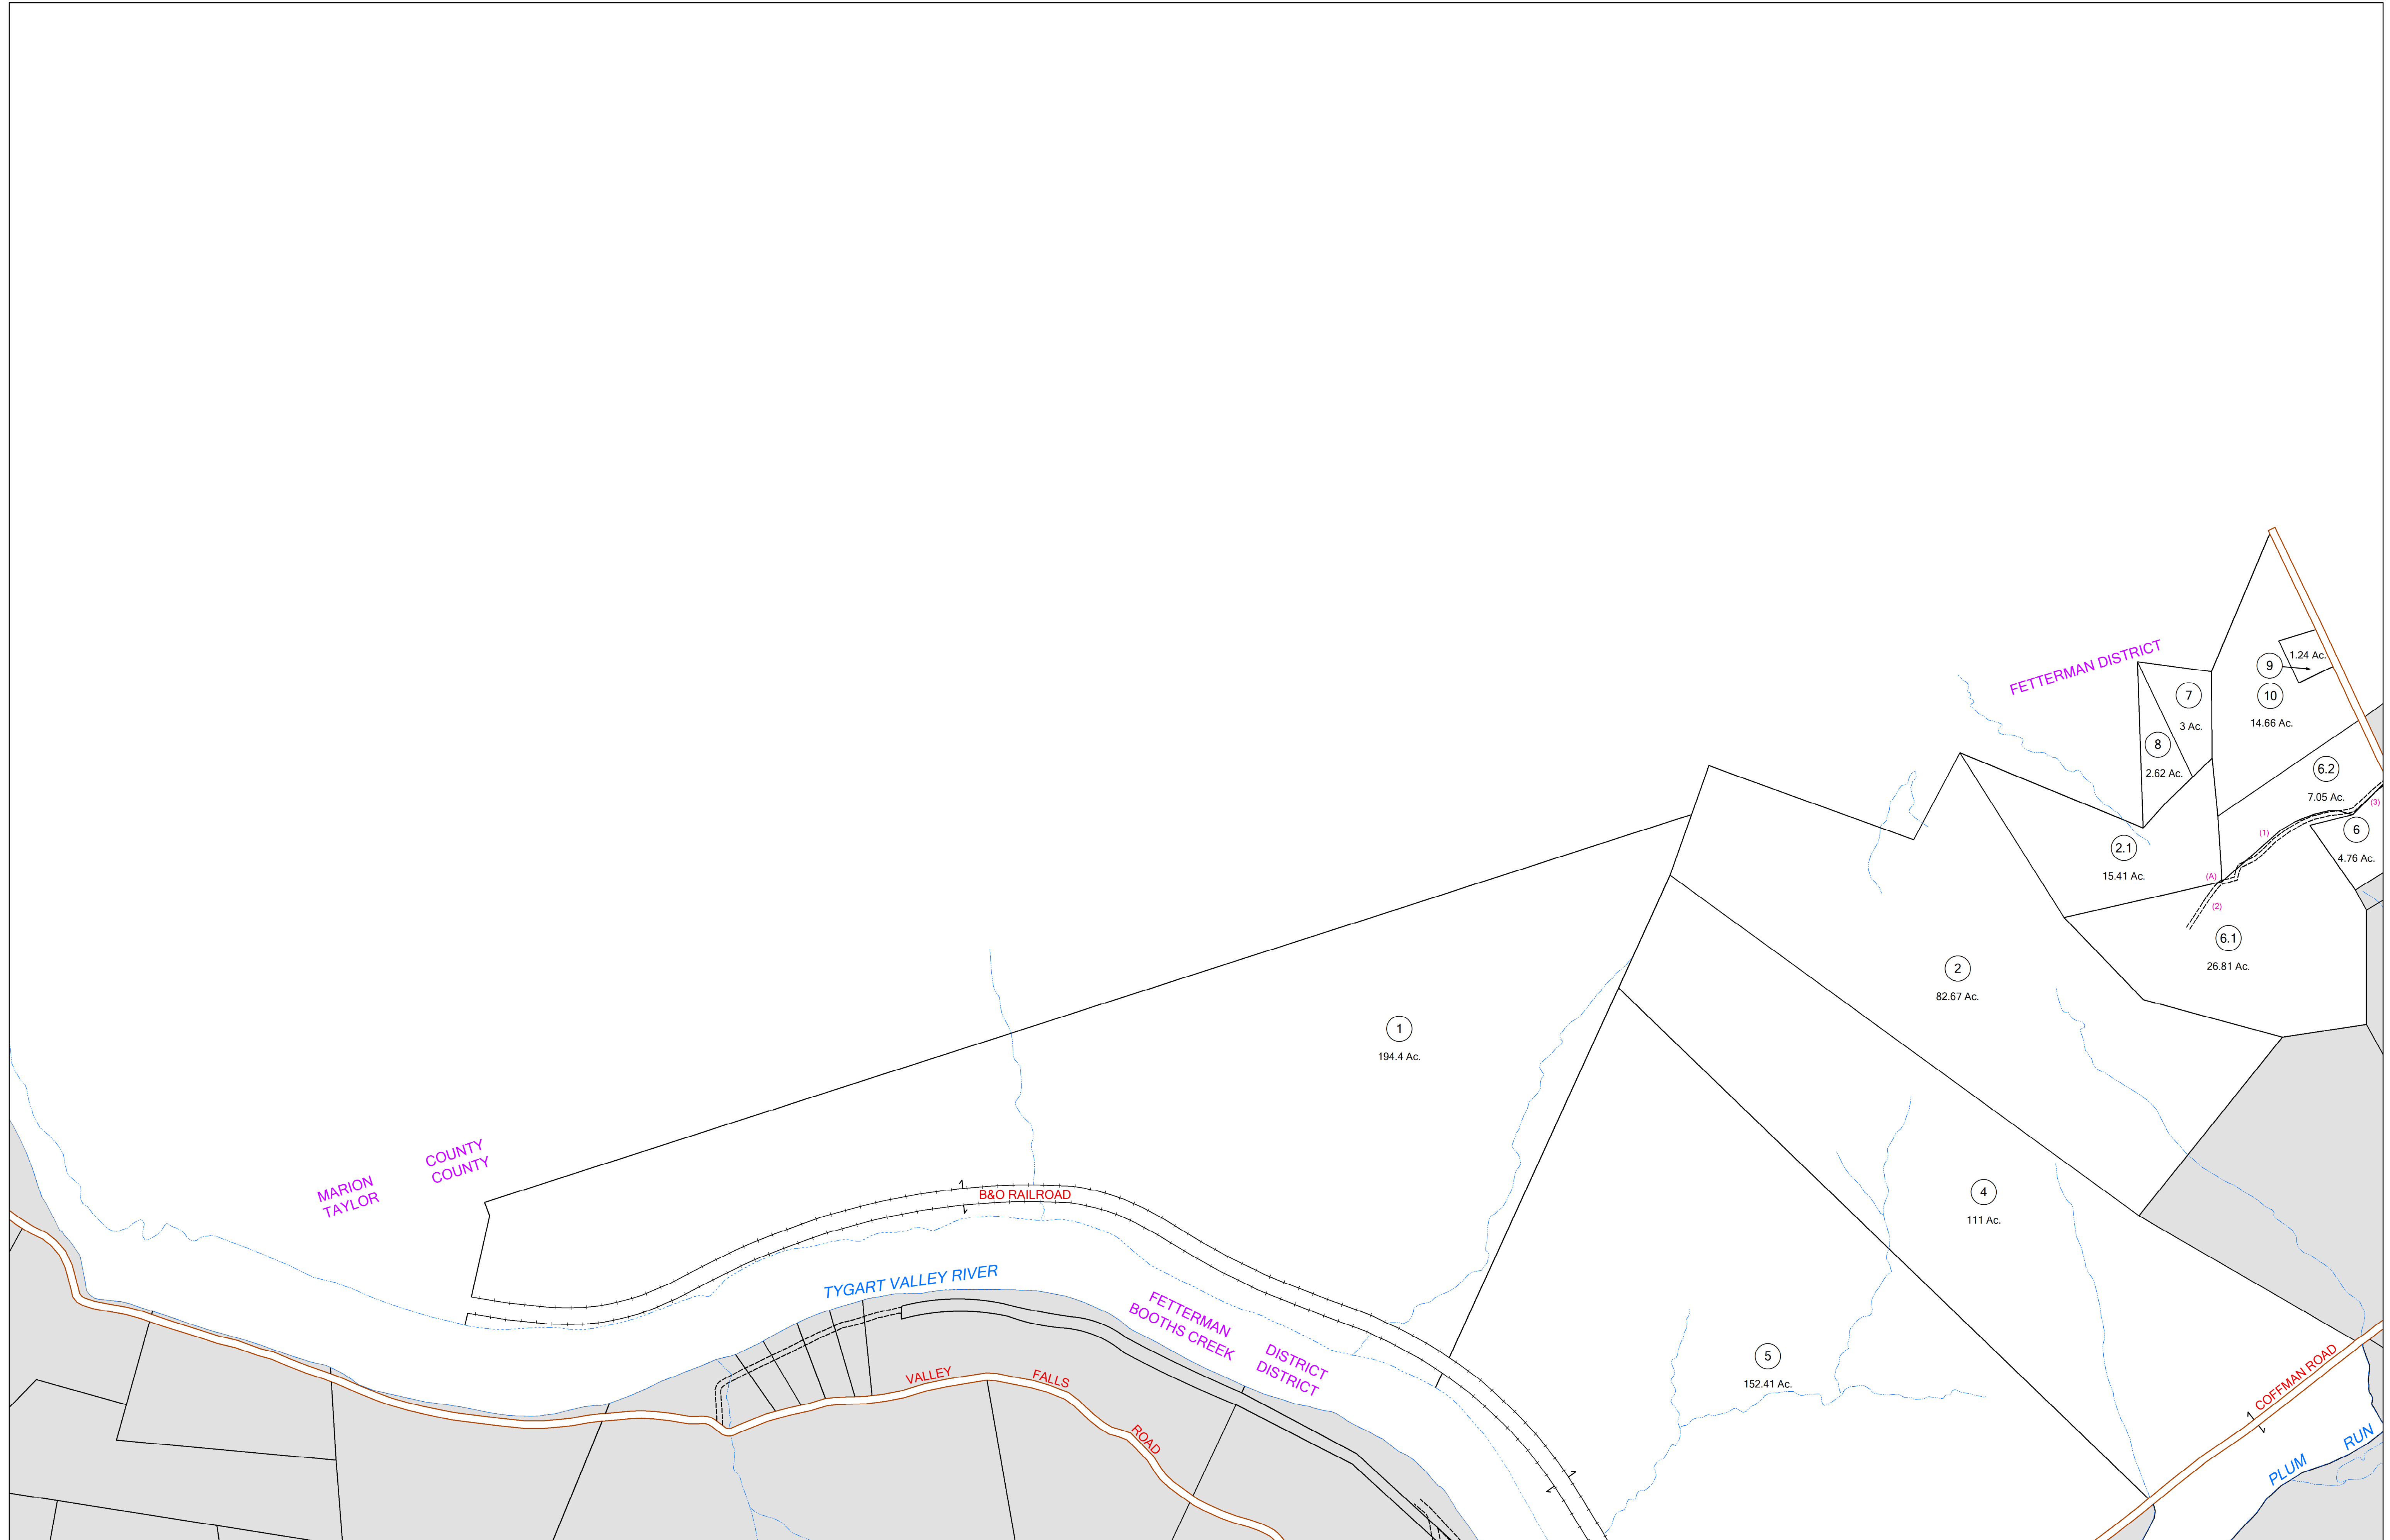 FETTERMAN DISTRICT
1.24 Ac.
9
7
10
3 Ac.
14.66 Ac.
8
2.62 Ac.
6.2
7.05 Ac.
(3)
(1)
6
4.76 Ac.
2.1
15.41 Ac.
(A)
(2)
6.1
26.81 Ac.
2
82.67 Ac.
1
194.4 Ac.
MARION COUNTY
TAYLOR COUNTY
B&O RAILROAD
4
111 Ac.
TYGART VALLEY RIVER
FETTERMAN DISTRICT
BOOTHS CREEK DISTRICT
5
152.41 Ac.
VALLEY FALLS ROAD
COFFMAN ROAD
PLUM RUN